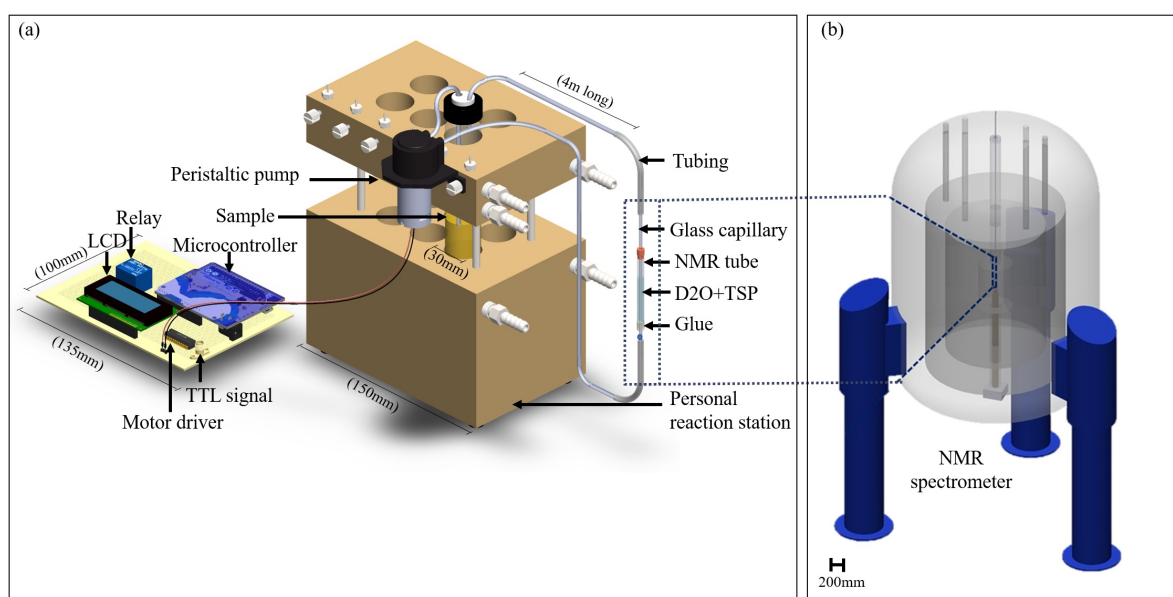 (a)
(4m long)
Tubing
Peristaltic pump
Sample
Glass capillary
Relay
LCD
Microcontroller
NMR tube
(100mm)
(30mm)
D2O+TSP
Glue
(135mm)
(150mm)
TTL signal
Motor driver
Personal
reaction station
(b)
NMR
spectrometer
200mm